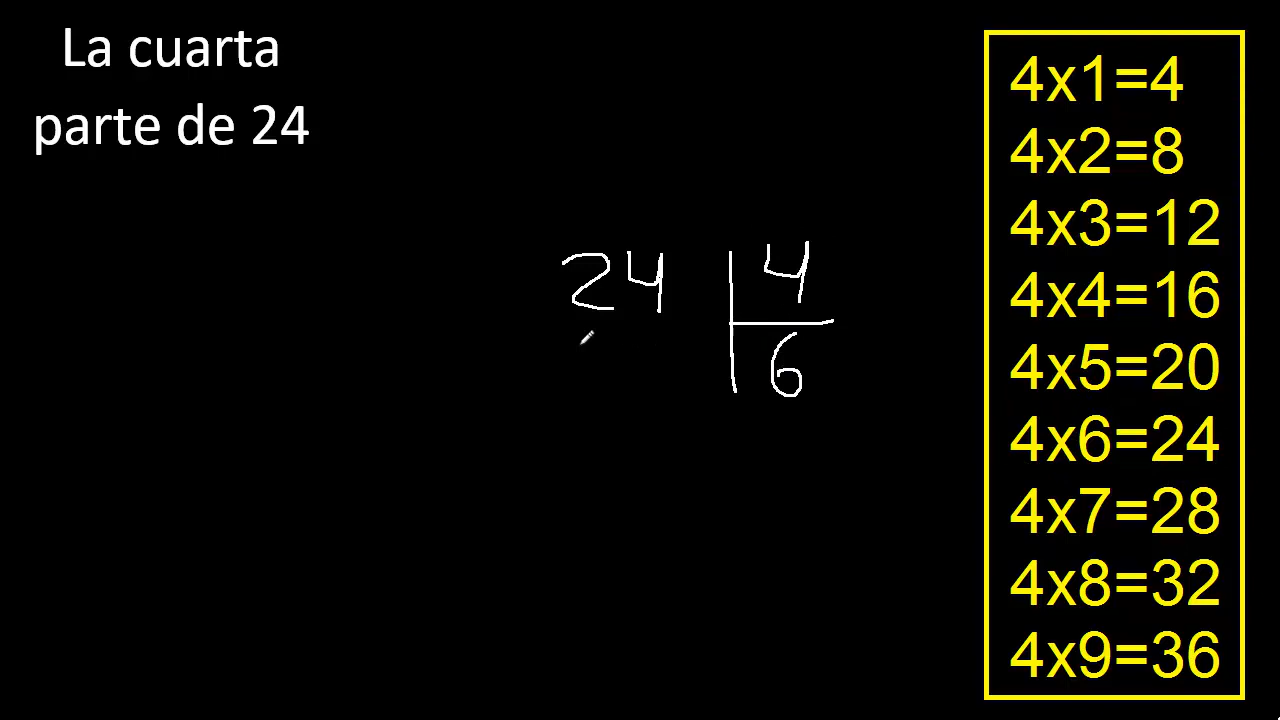 La cuarta
parte de 24
24 4
6
4x1=4
4x2=8
4x3=12
4x4=16
4x5=20
4x6=24
4x7=28
4x8=32
4x9=36